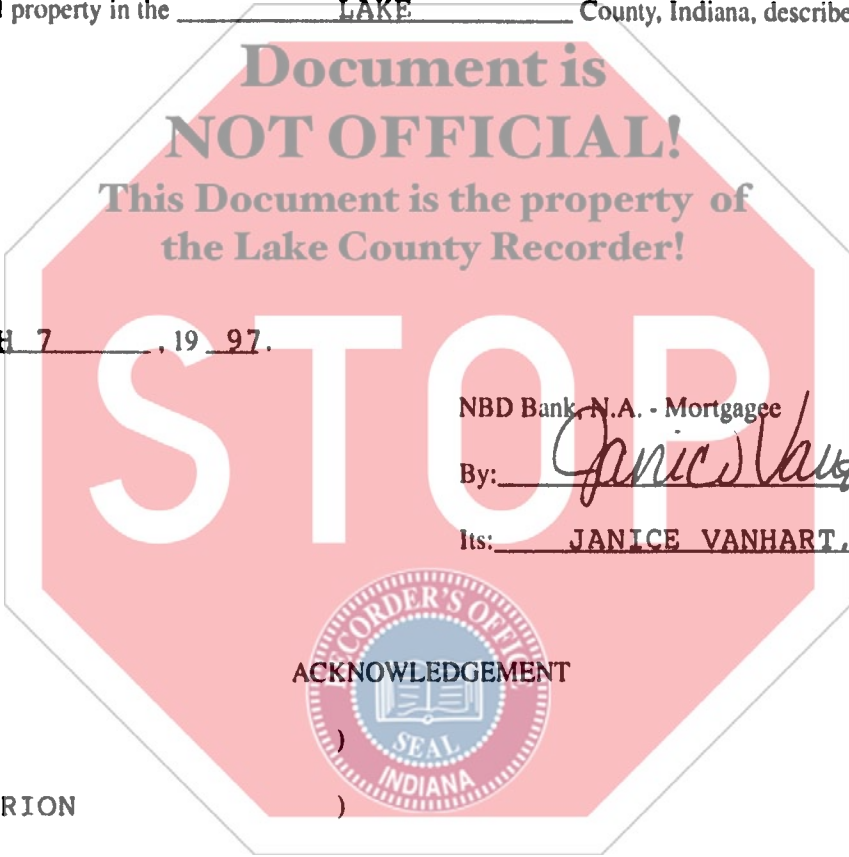 property in the LAKE County, Indiana, describe
Document is
NOT OFFICIAL!
This Document is the property of
the Lake County Recorder!
H 7, 19 97.
STOP
NBD Bank, N.A. - Mortgagee
By: Janice Van
Its: JANICE VANHART,
RECORDER'S OFFICE
ACKNOWLEDGEMENT
)
SEAL
INDIANA
RION )